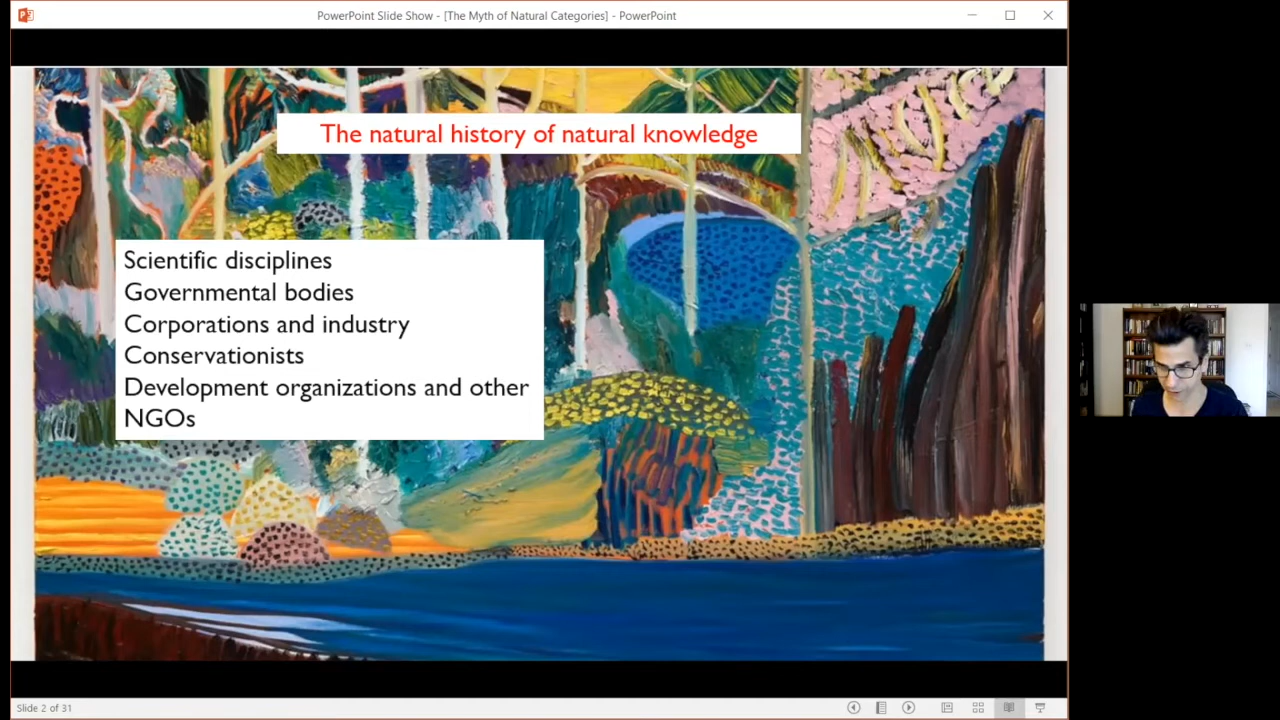 PowerPoint Slide Show - [The Myth of Natural Categories] - PowerPoint
The natural history of natural knowledge
Scientific disciplines
Governmental bodies
Corporations and industry
Conservationists
Development organizations and other
NGOs
Slide 2 of 31